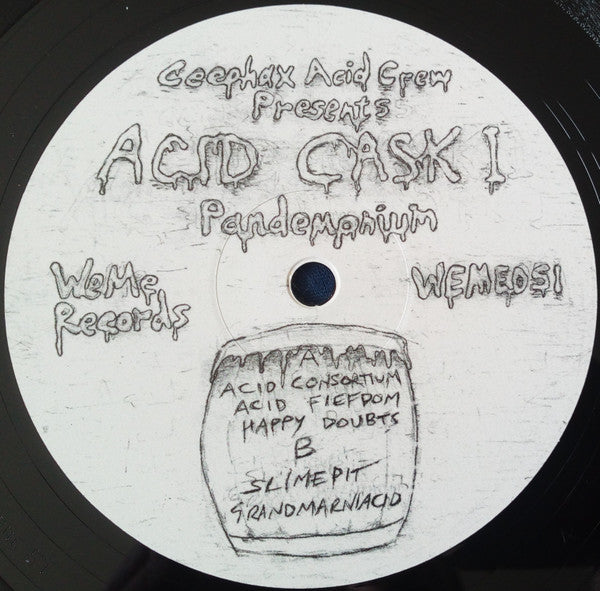 Ceephax Acid Crew
Presents
ACID CASK I
Pandemonium
WeMe
Records
WEME051
A
ACID CONSORTIUM
ACID FIEFDOM
HAPPY DOUBTS
B
SLIMEPIT
GRANDMARNIACID